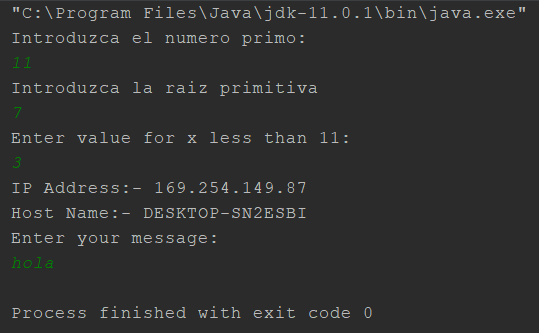 "C:\Program Files\Java\jdk-11.0.1\bin\java.exe"
Introduzca el numero primo:
11
Introduzca la raiz primitiva
7
Enter value for x less than 11:
3
IP Address:- 169.254.149.87
Host Name:- DESKTOP-SN2ESBI
Enter your message:
hola
Process finished with exit code 0